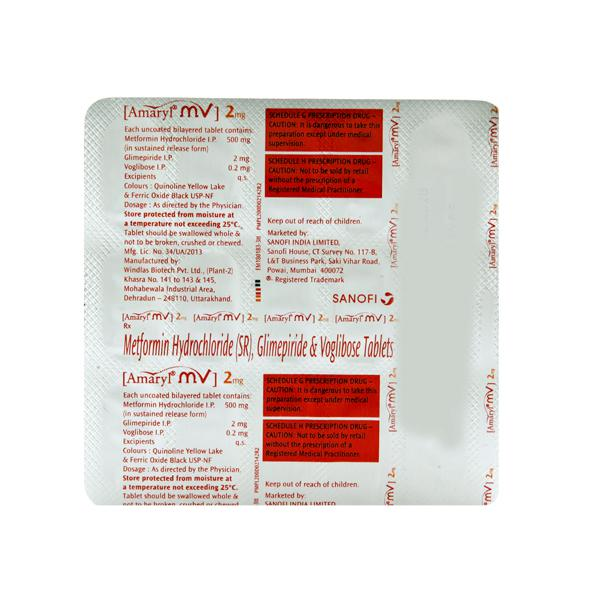 [Amaryl® mv] 2mg
Each uncoated bilayered tablet contains:
Metformin Hydrochloride I.P. 500 mg
(in sustained release form)
Glimepiride I.P. 2 mg
Voglibose I.P. 0.2 mg
Excipients q.s.
Colours : Quinoline Yellow Lake
& Ferric Oxide Black USP-NF
Dosage : As directed by the Physician.
Store protected from moisture at
a temperature not exceeding 25°C.
Tablet should be swallowed whole &
not to be broken, crushed or chewed.
Mfg. Lic. No. 34/UA/2013
Manufactured by:
Windlas Biotech Pvt. Ltd., (Plant-2)
Khasra No. 141 to 143 & 145,
Mohabewala Industrial Area,
Dehradun – 248110, Uttarakhand.
SCHEDULE G PRESCRIPTION DRUG –
CAUTION: It is dangerous to take this
preparation except under medical
supervision.
SCHEDULE H PRESCRIPTION DRUG –
CAUTION: Not to be sold by retail
without the prescription of a
Registered Medical Practitioner.
Keep out of reach of children.
Marketed by:
SANOFI INDIA LIMITED,
Sanofi House, CT Survey No. 117-B,
L&T Business Park, Saki Vihar Road,
Powai, Mumbai 400072
®. Registered Trademark
SANOFI
[Amaryl® mv] 2mg
[Amaryl® mv] 2mg
[Amaryl® mv] 2mg
[Amaryl® mv] 2mg [Amaryl® mv] 2mg [Amaryl® mv] 2mg [Amaryl® mv] 2mg
Rx
Metformin Hydrochloride (SR), Glimepiride & Voglibose Tablets
[Amaryl® mv] 2mg
Each uncoated bilayered tablet contains:
Metformin Hydrochloride I.P. 500 mg
(in sustained release form)
Glimepiride I.P. 2 mg
Voglibose I.P. 0.2 mg
Excipients q.s.
Colours : Quinoline Yellow Lake
& Ferric Oxide Black USP-NF
Dosage : As directed by the Physician.
Store protected from moisture at
a temperature not exceeding 25°C.
Tablet should be swallowed whole &
not to be broken, crushed or chewed.
SCHEDULE G PRESCRIPTION DRUG –
CAUTION: It is dangerous to take this
preparation except under medical
supervision.
SCHEDULE H PRESCRIPTION DRUG –
CAUTION: Not to be sold by retail
without the prescription of a
Registered Medical Practitioner.
Keep out of reach of children.
Marketed by:
SANOFI INDIA LIMITED
[Amaryl® mv] 2mg
[Amaryl® mv] 2mg